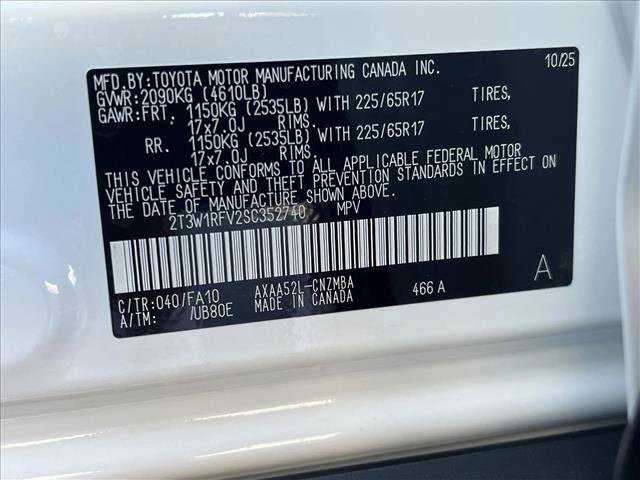 MFD.BY:TOYOTA MOTOR MANUFACTURING CANADA INC. 10/25
GVWR:2090KG (4610LB)
GAWR:FRT. 1150KG (2535LB) WITH 225/65R17 TIRES,
17x7.0J RIMS,
RR. 1150KG (2535LB) WITH 225/65R17 TIRES,
17x7.0J RIMS.
THIS VEHICLE CONFORMS TO ALL APPLICABLE FEDERAL MOTOR
VEHICLE SAFETY AND THEFT PREVENTION STANDARDS IN EFFECT ON
THE DATE OF MANUFACTURE SHOWN ABOVE.
2T3W1RFV2SC352740 MPV
C/TR:040/FA10 AXAA52L-CNZMBA 466 A A
A/TM: /UB80E MADE IN CANADA